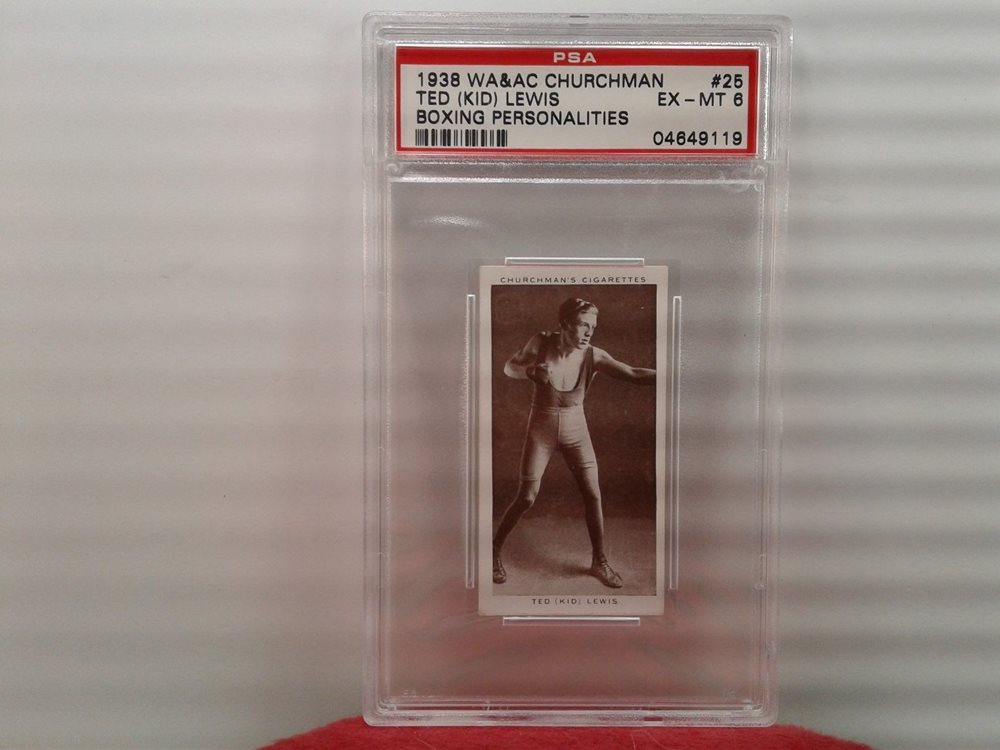 PSA
1938 WA&AC CHURCHMAN #25
TED (KID) LEWIS EX-MT 6
BOXING PERSONALITIES
04649119
CHURCHMAN'S CIGARETTES
TED (KID) LEWIS